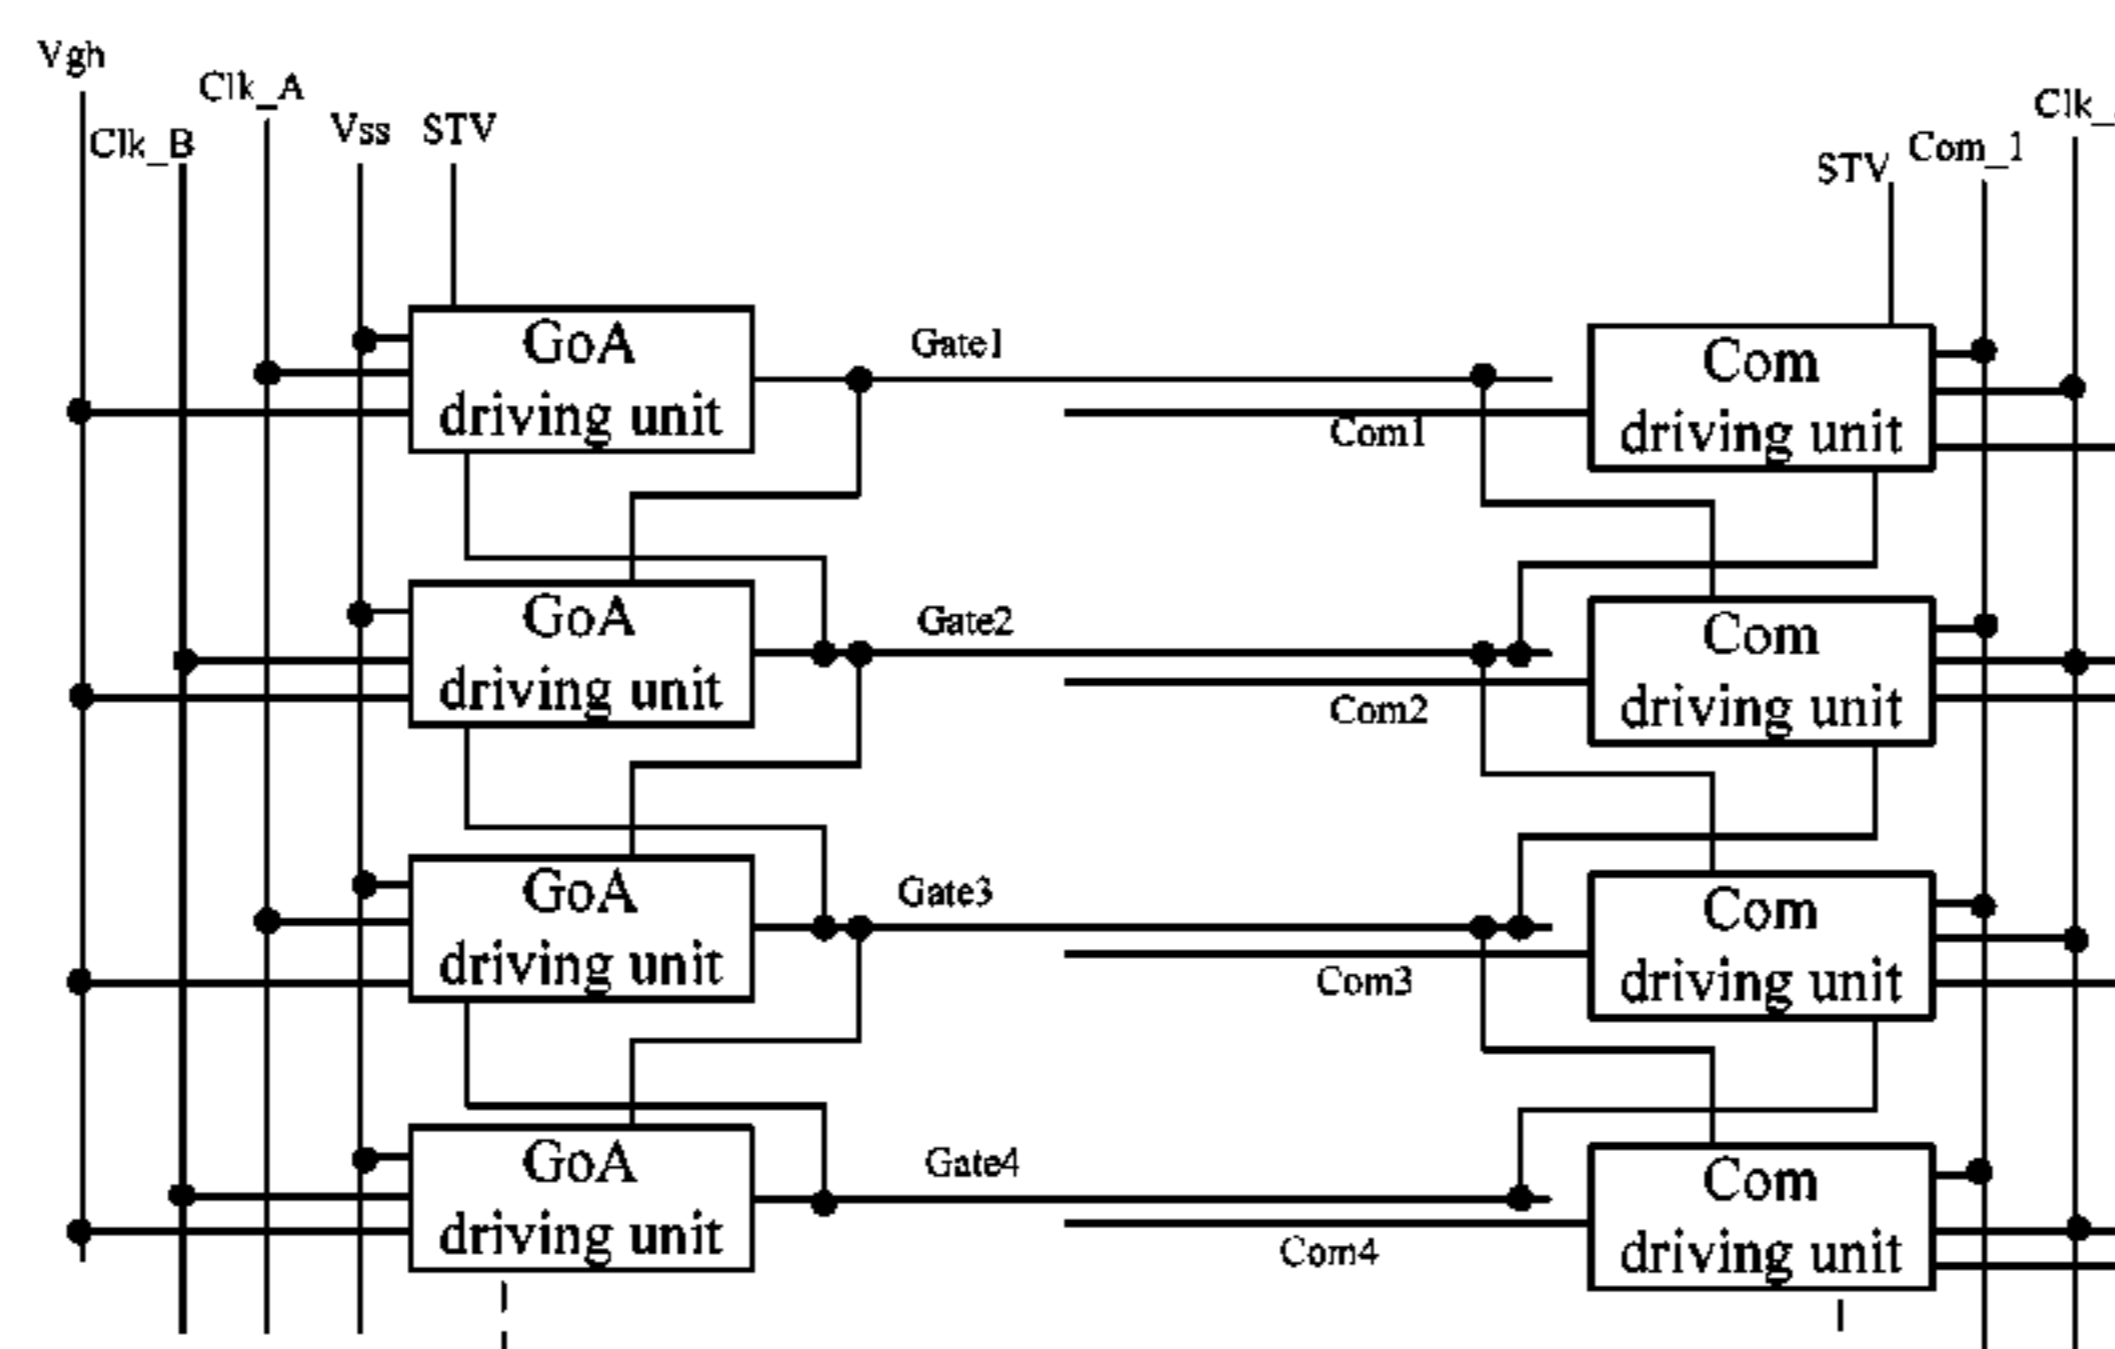 Vgh
Clk_A
Clk_B
Vss
STV
Clk_
Com_1
STV
GoA
driving unit
Gate1
Com1
Com
driving unit
GoA
driving unit
Gate2
Com2
Com
driving unit
GoA
driving unit
Gate3
Com3
Com
driving unit
GoA
driving unit
Gate4
Com4
Com
driving unit